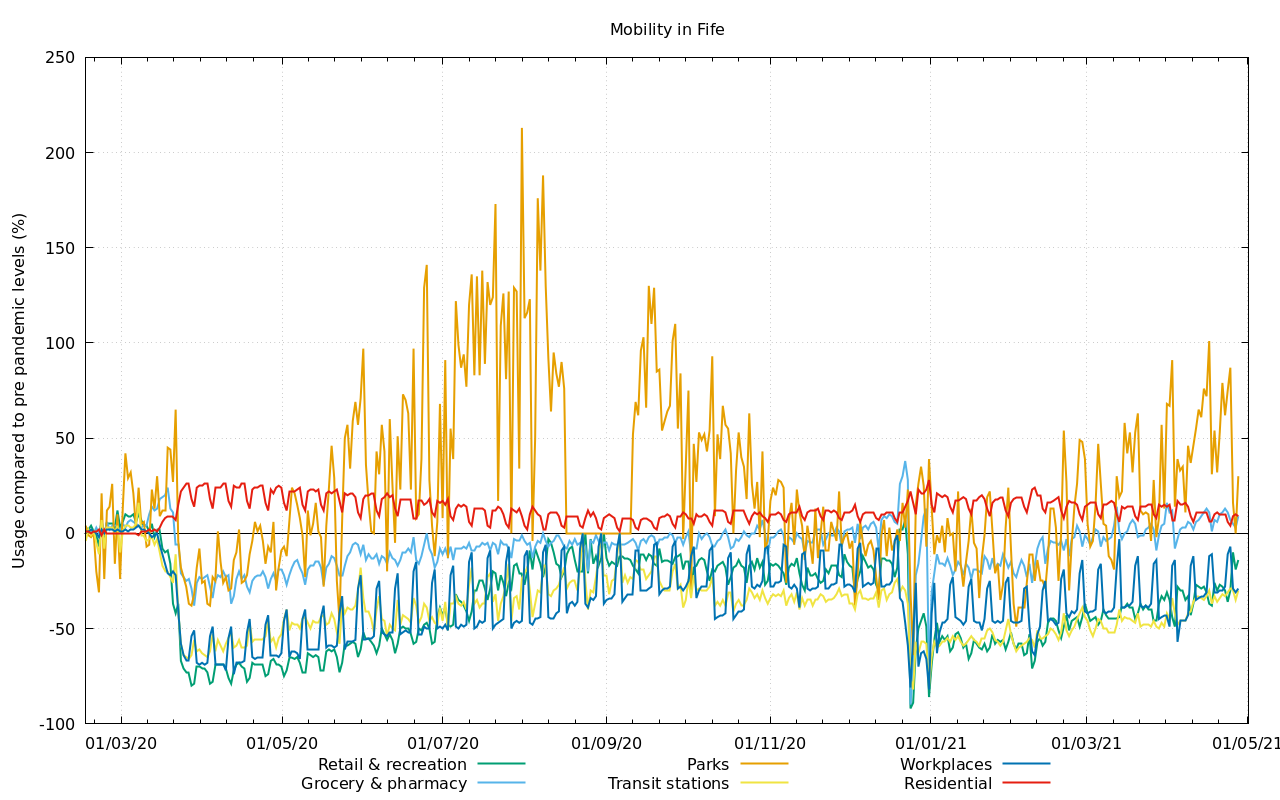 Mobility in Fife
Usage compared to pre pandemic levels (%)
250
200
150
100
50
0
-50
-100
01/03/20 01/05/20 01/07/20 01/09/20 01/11/20 01/01/21 01/03/21 01/05/21
Retail & recreation Parks Workplaces
Grocery & pharmacy Transit stations Residential